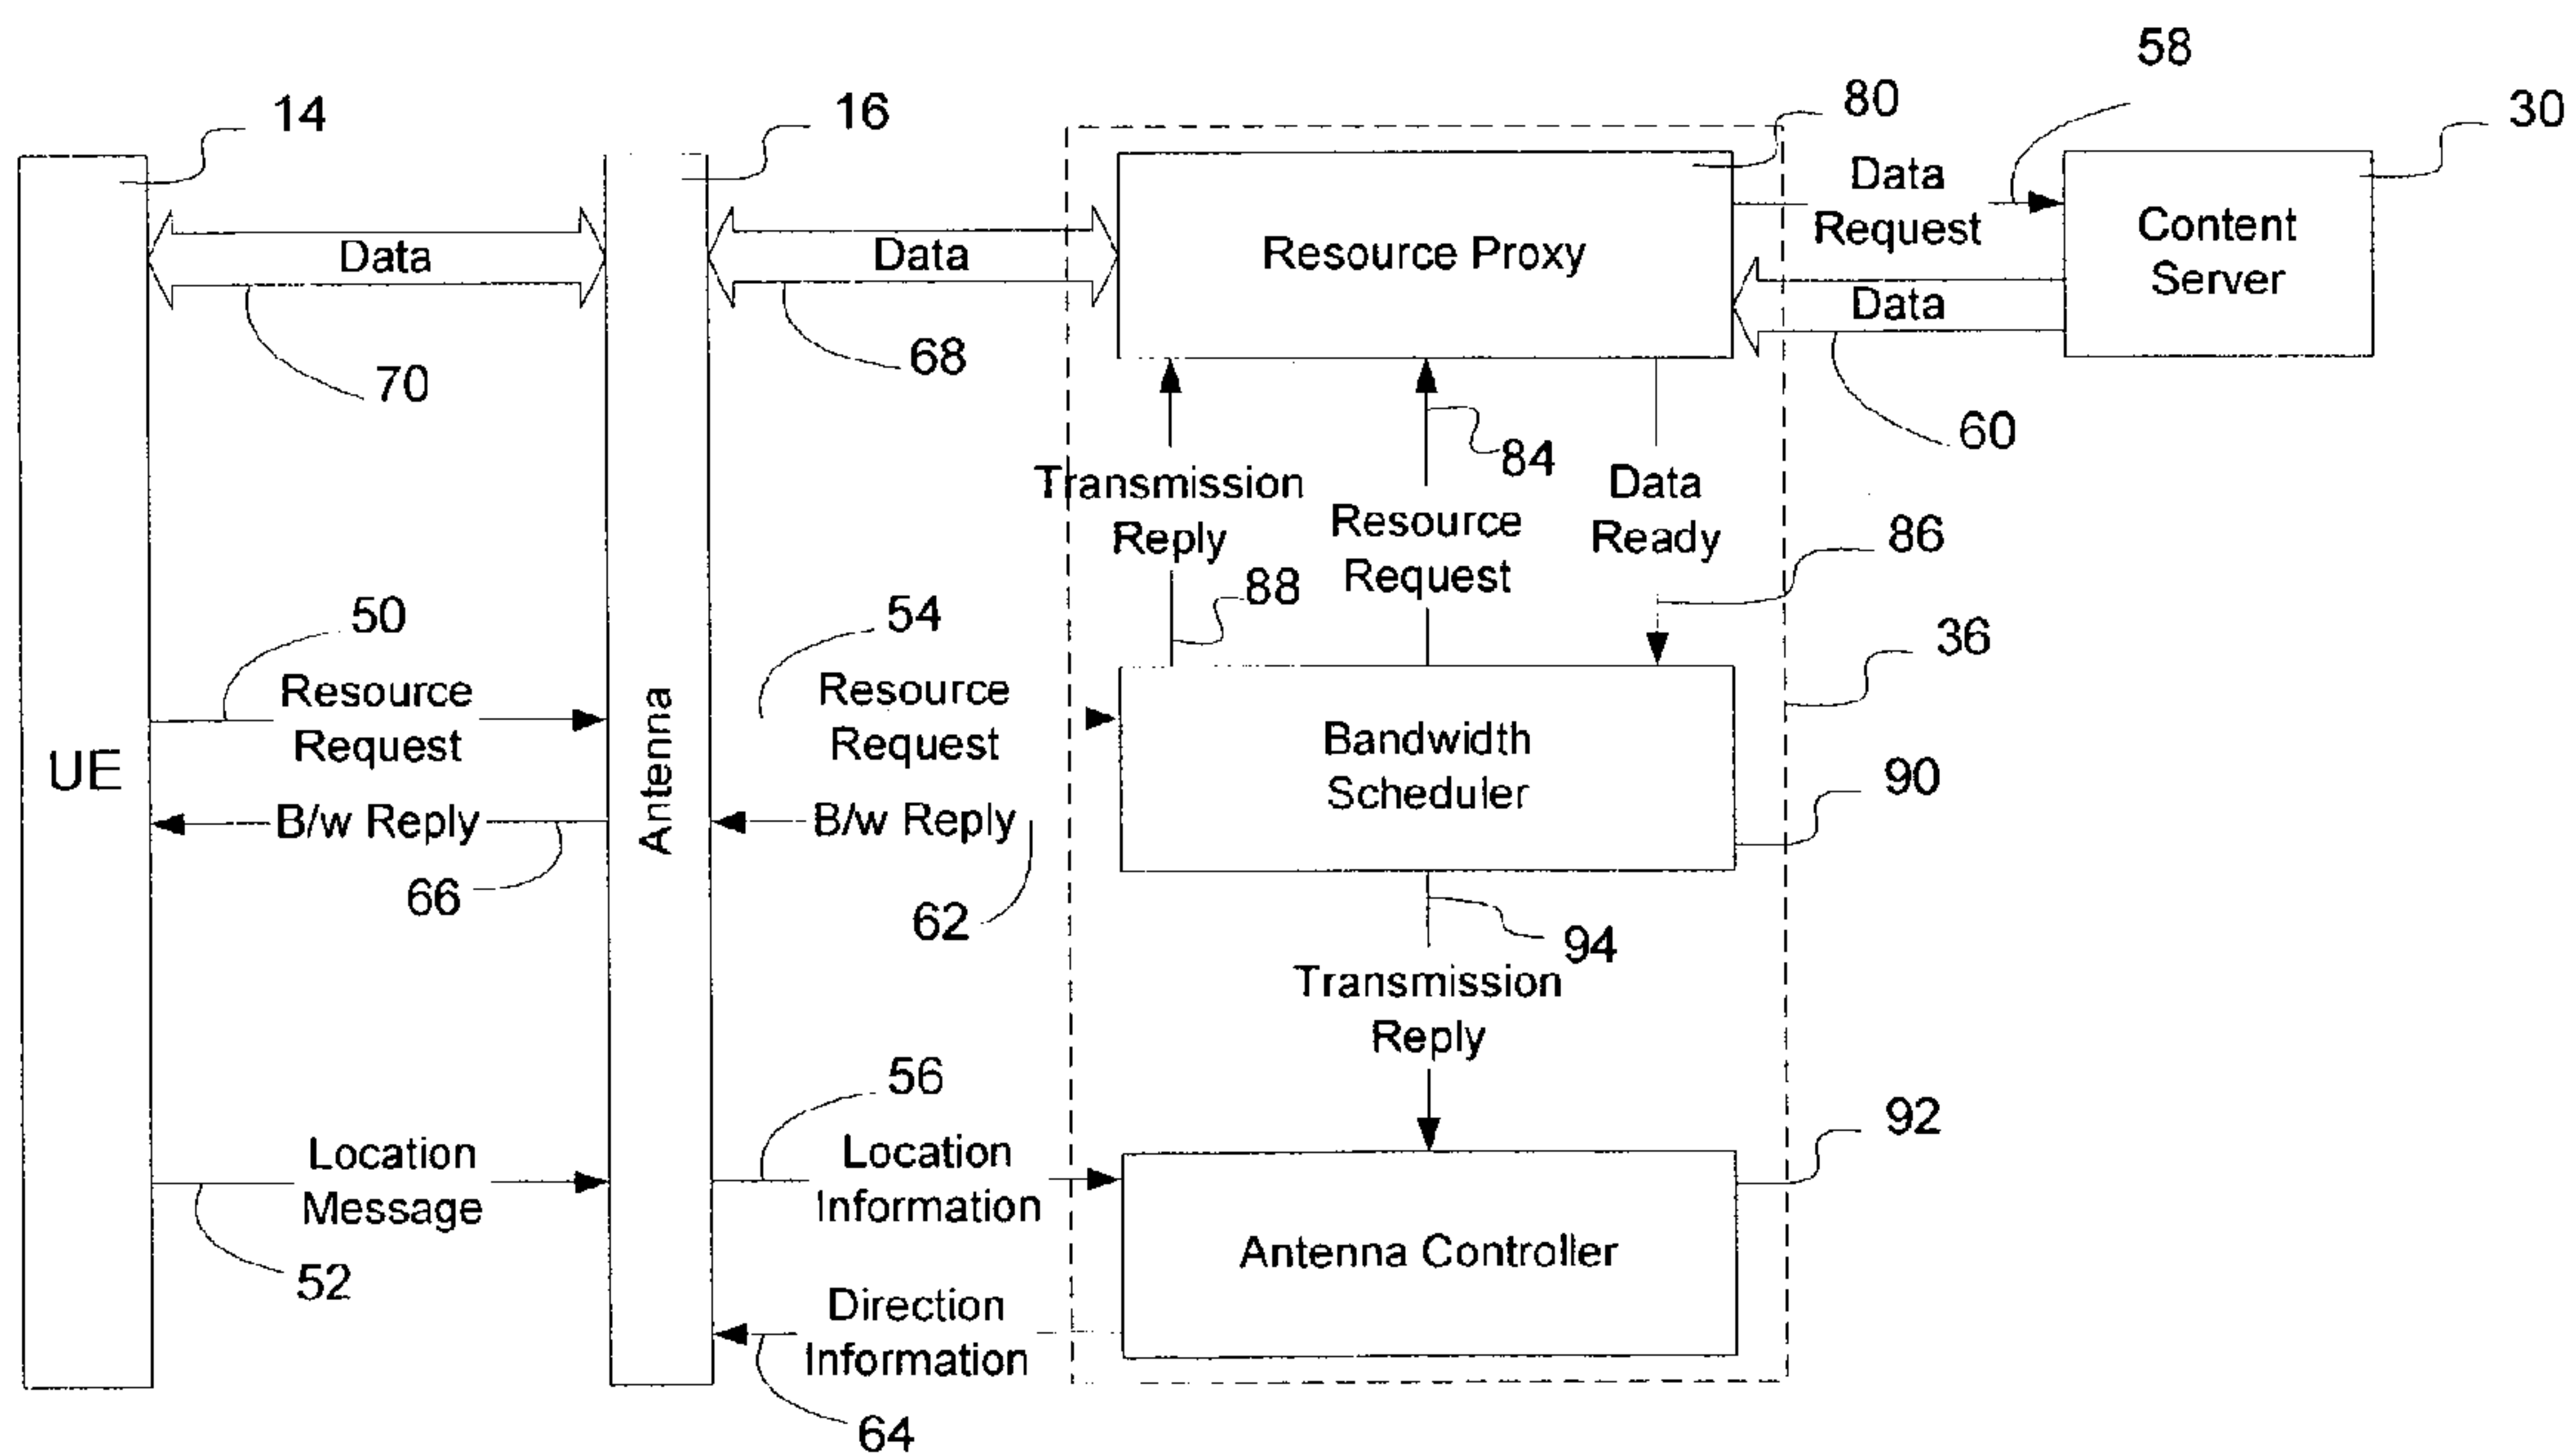 58
14
16
80
30
Data
Request
Content
Server
Resource Proxy
Data
Data
Data
70
68
60
84
Transmission
Reply
Resource
Request
Data
Ready
86
88
50
54
36
Resource
Request
Resource
Request
Bandwidth
Scheduler
UE
Antenna
90
B/w Reply
B/w Reply
66
62
94
Transmission
Reply
56
92
Location
Message
Location
Information
52
Antenna Controller
Direction
Information
64